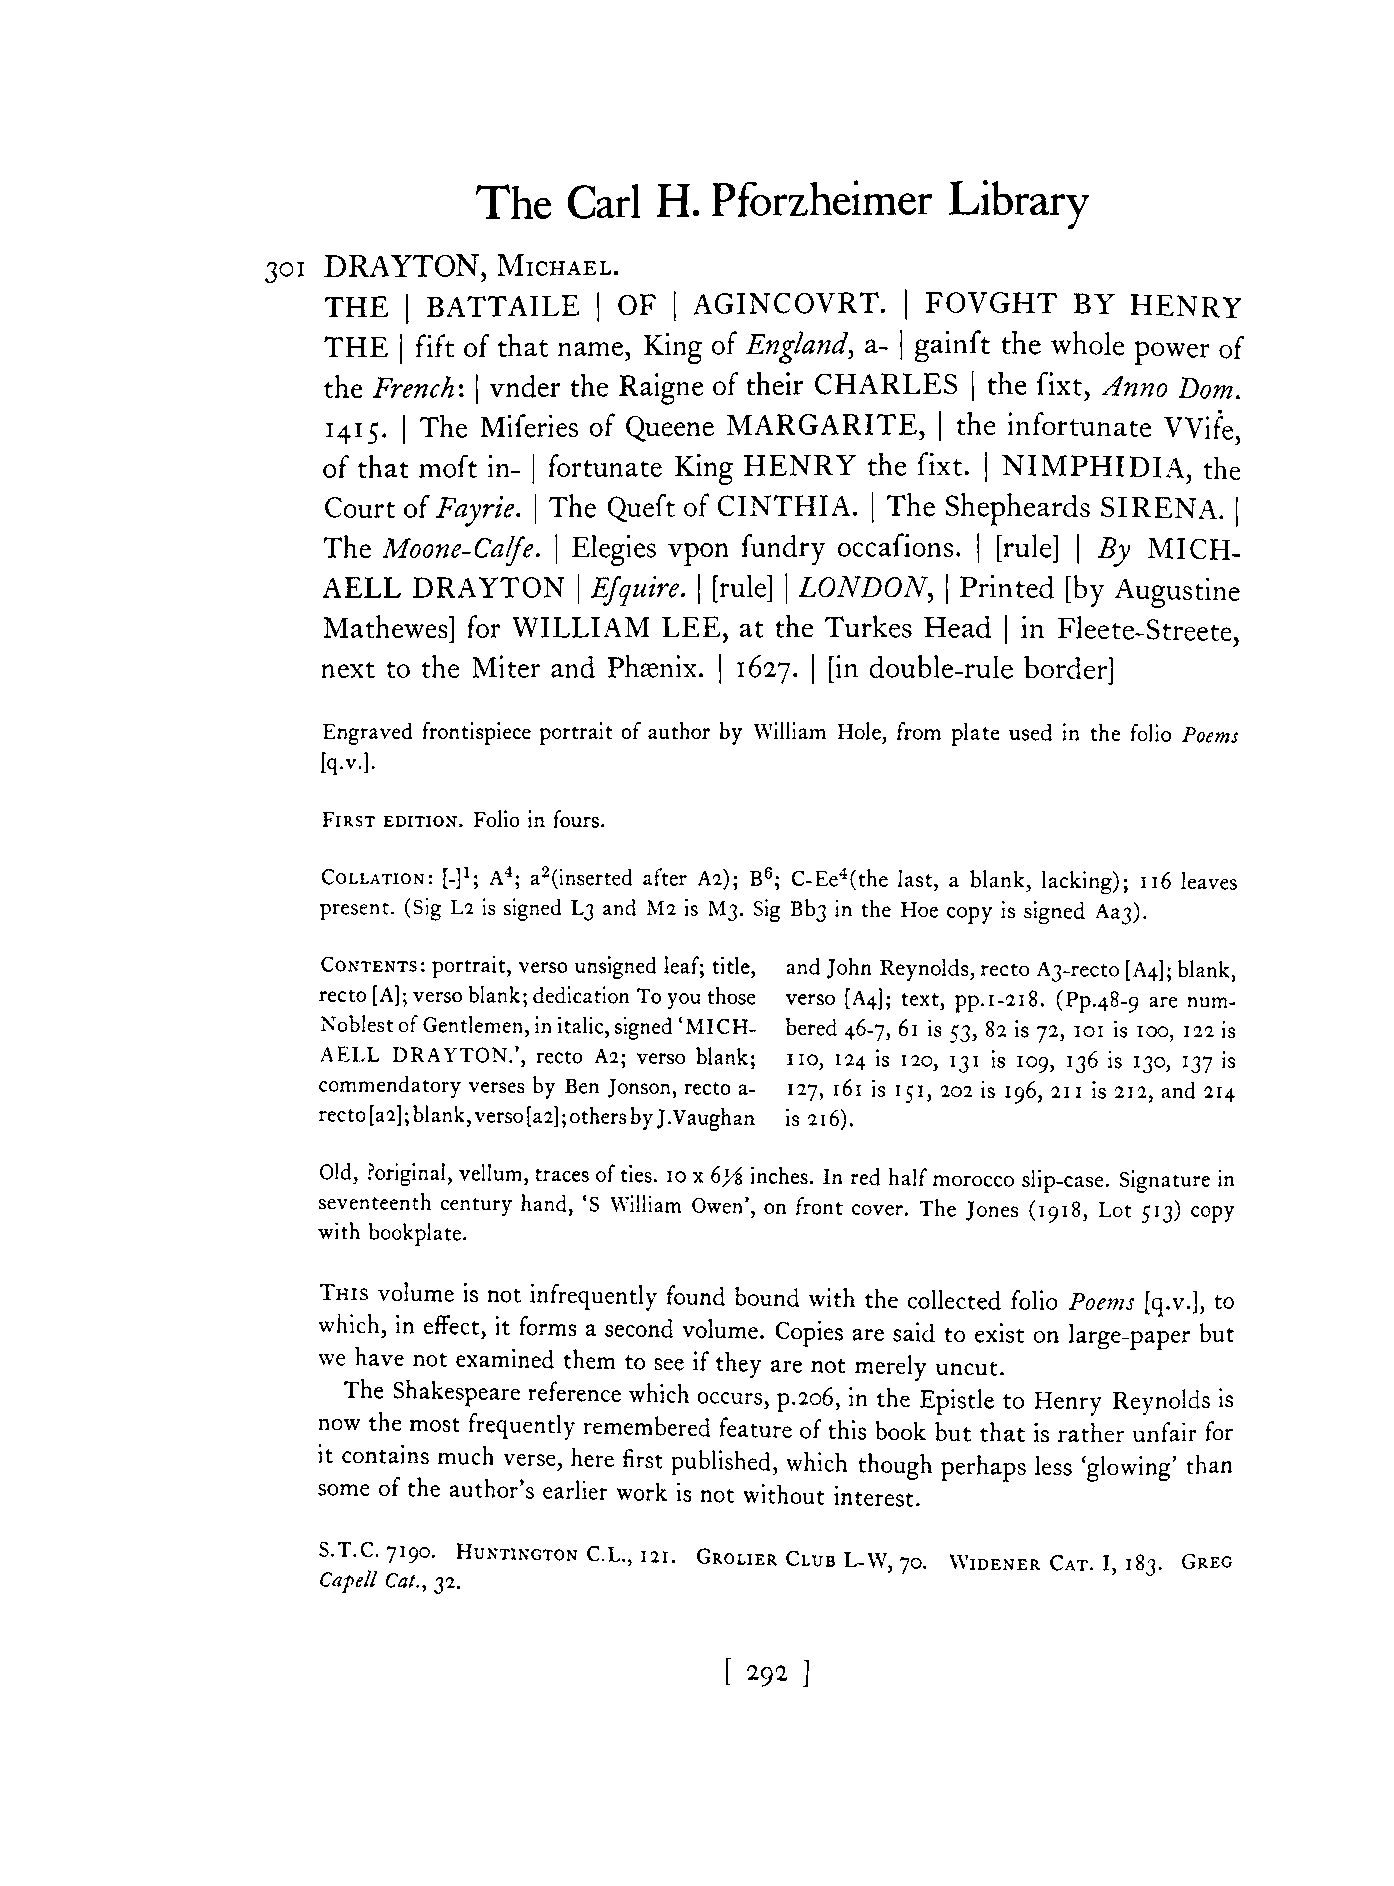 The Carl H. Pforzheimer Library
301 DRAYTON, MICHAEL.
THE | BATTAILE | OF | AGINCOVRT. | FOVGHT BY HENRY
THE | fift of that name, King of England, a- | gainſt the whole power of
the French: | vnder the Raigne of their CHARLES | the ſixt, Anno Dom.
1415. | The Miſeries of Queene MARGARITE, | the infortunate VVife,
of that moſt in- | fortunate King HENRY the ſixt. | NIMPHIDIA, the
Court of Fayrie. | The Queſt of CINTHIA. | The Shepheards SIRENA. |
The Moone-Calfe. | Elegies vpon ſundry occaſions. | [rule] | By MICH-
AELL DRAYTON | Eſquire. | [rule] | LONDON, | Printed [by Augustine
Mathewes] for WILLIAM LEE, at the Turkes Head | in Fleete-Streete,
next to the Miter and Phænix. | 1627. | [in double-rule border]
Engraved frontispiece portrait of author by William Hole, from plate used in the folio Poems
[q.v.].
FIRST EDITION. Folio in fours.
COLLATION: [-]¹; A⁴; a²(inserted after A2); B⁶; C-Ee⁴(the last, a blank, lacking); 116 leaves
present. (Sig L2 is signed L3 and M2 is M3. Sig Bb3 in the Hoe copy is signed Aa3).
CONTENTS: portrait, verso unsigned leaf; title,
recto [A]; verso blank; dedication To you those
Noblest of Gentlemen, in italic, signed ‘MICH-
AELL DRAYTON.’, recto A2; verso blank;
commendatory verses by Ben Jonson, recto a-
recto [a2]; blank, verso [a2]; others by J.Vaughan
and John Reynolds, recto A3-recto [A4]; blank,
verso [A4]; text, pp.1-218. (Pp.48-9 are num-
bered 46-7, 61 is 53, 82 is 72, 101 is 100, 122 is
110, 124 is 120, 131 is 109, 136 is 130, 137 is
127, 161 is 151, 202 is 196, 211 is 212, and 214
is 216).
Old, ?original, vellum, traces of ties. 10 x 6⅛ inches. In red half morocco slip-case. Signature in
seventeenth century hand, ‘S William Owen’, on front cover. The Jones (1918, Lot 513) copy
with bookplate.
THIS volume is not infrequently found bound with the collected folio Poems [q.v.], to
which, in effect, it forms a second volume. Copies are said to exist on large-paper but
we have not examined them to see if they are not merely uncut.
The Shakespeare reference which occurs, p.206, in the Epistle to Henry Reynolds is
now the most frequently remembered feature of this book but that is rather unfair for
it contains much verse, here first published, which though perhaps less ‘glowing’ than
some of the author’s earlier work is not without interest.
S.T.C. 7190. HUNTINGTON C.L., 121. GROLIER CLUB L-W, 70. WIDENER CAT. I, 183. GREG
Capell Cat., 32.
[ 292 ]